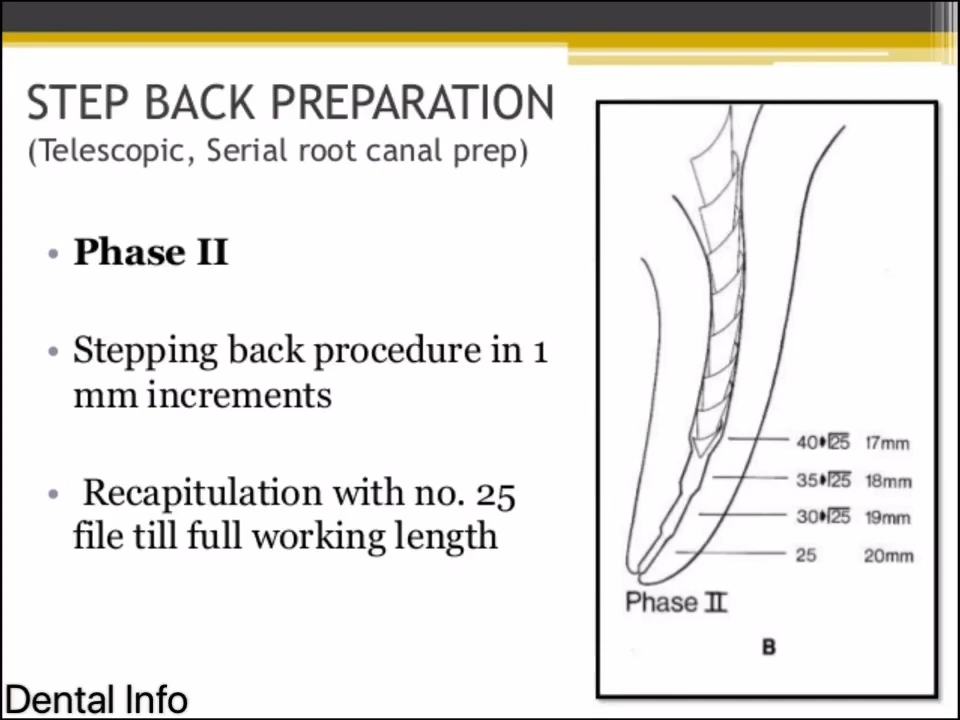 STEP BACK PREPARATION
(Telescopic, Serial root canal prep)
• Phase II
• Stepping back procedure in 1
mm increments
• Recapitulation with no. 25
file till full working length
40➧25 17mm
35➧25 18mm
30➧25 19mm
25 20mm
Phase II
B
Dental Info